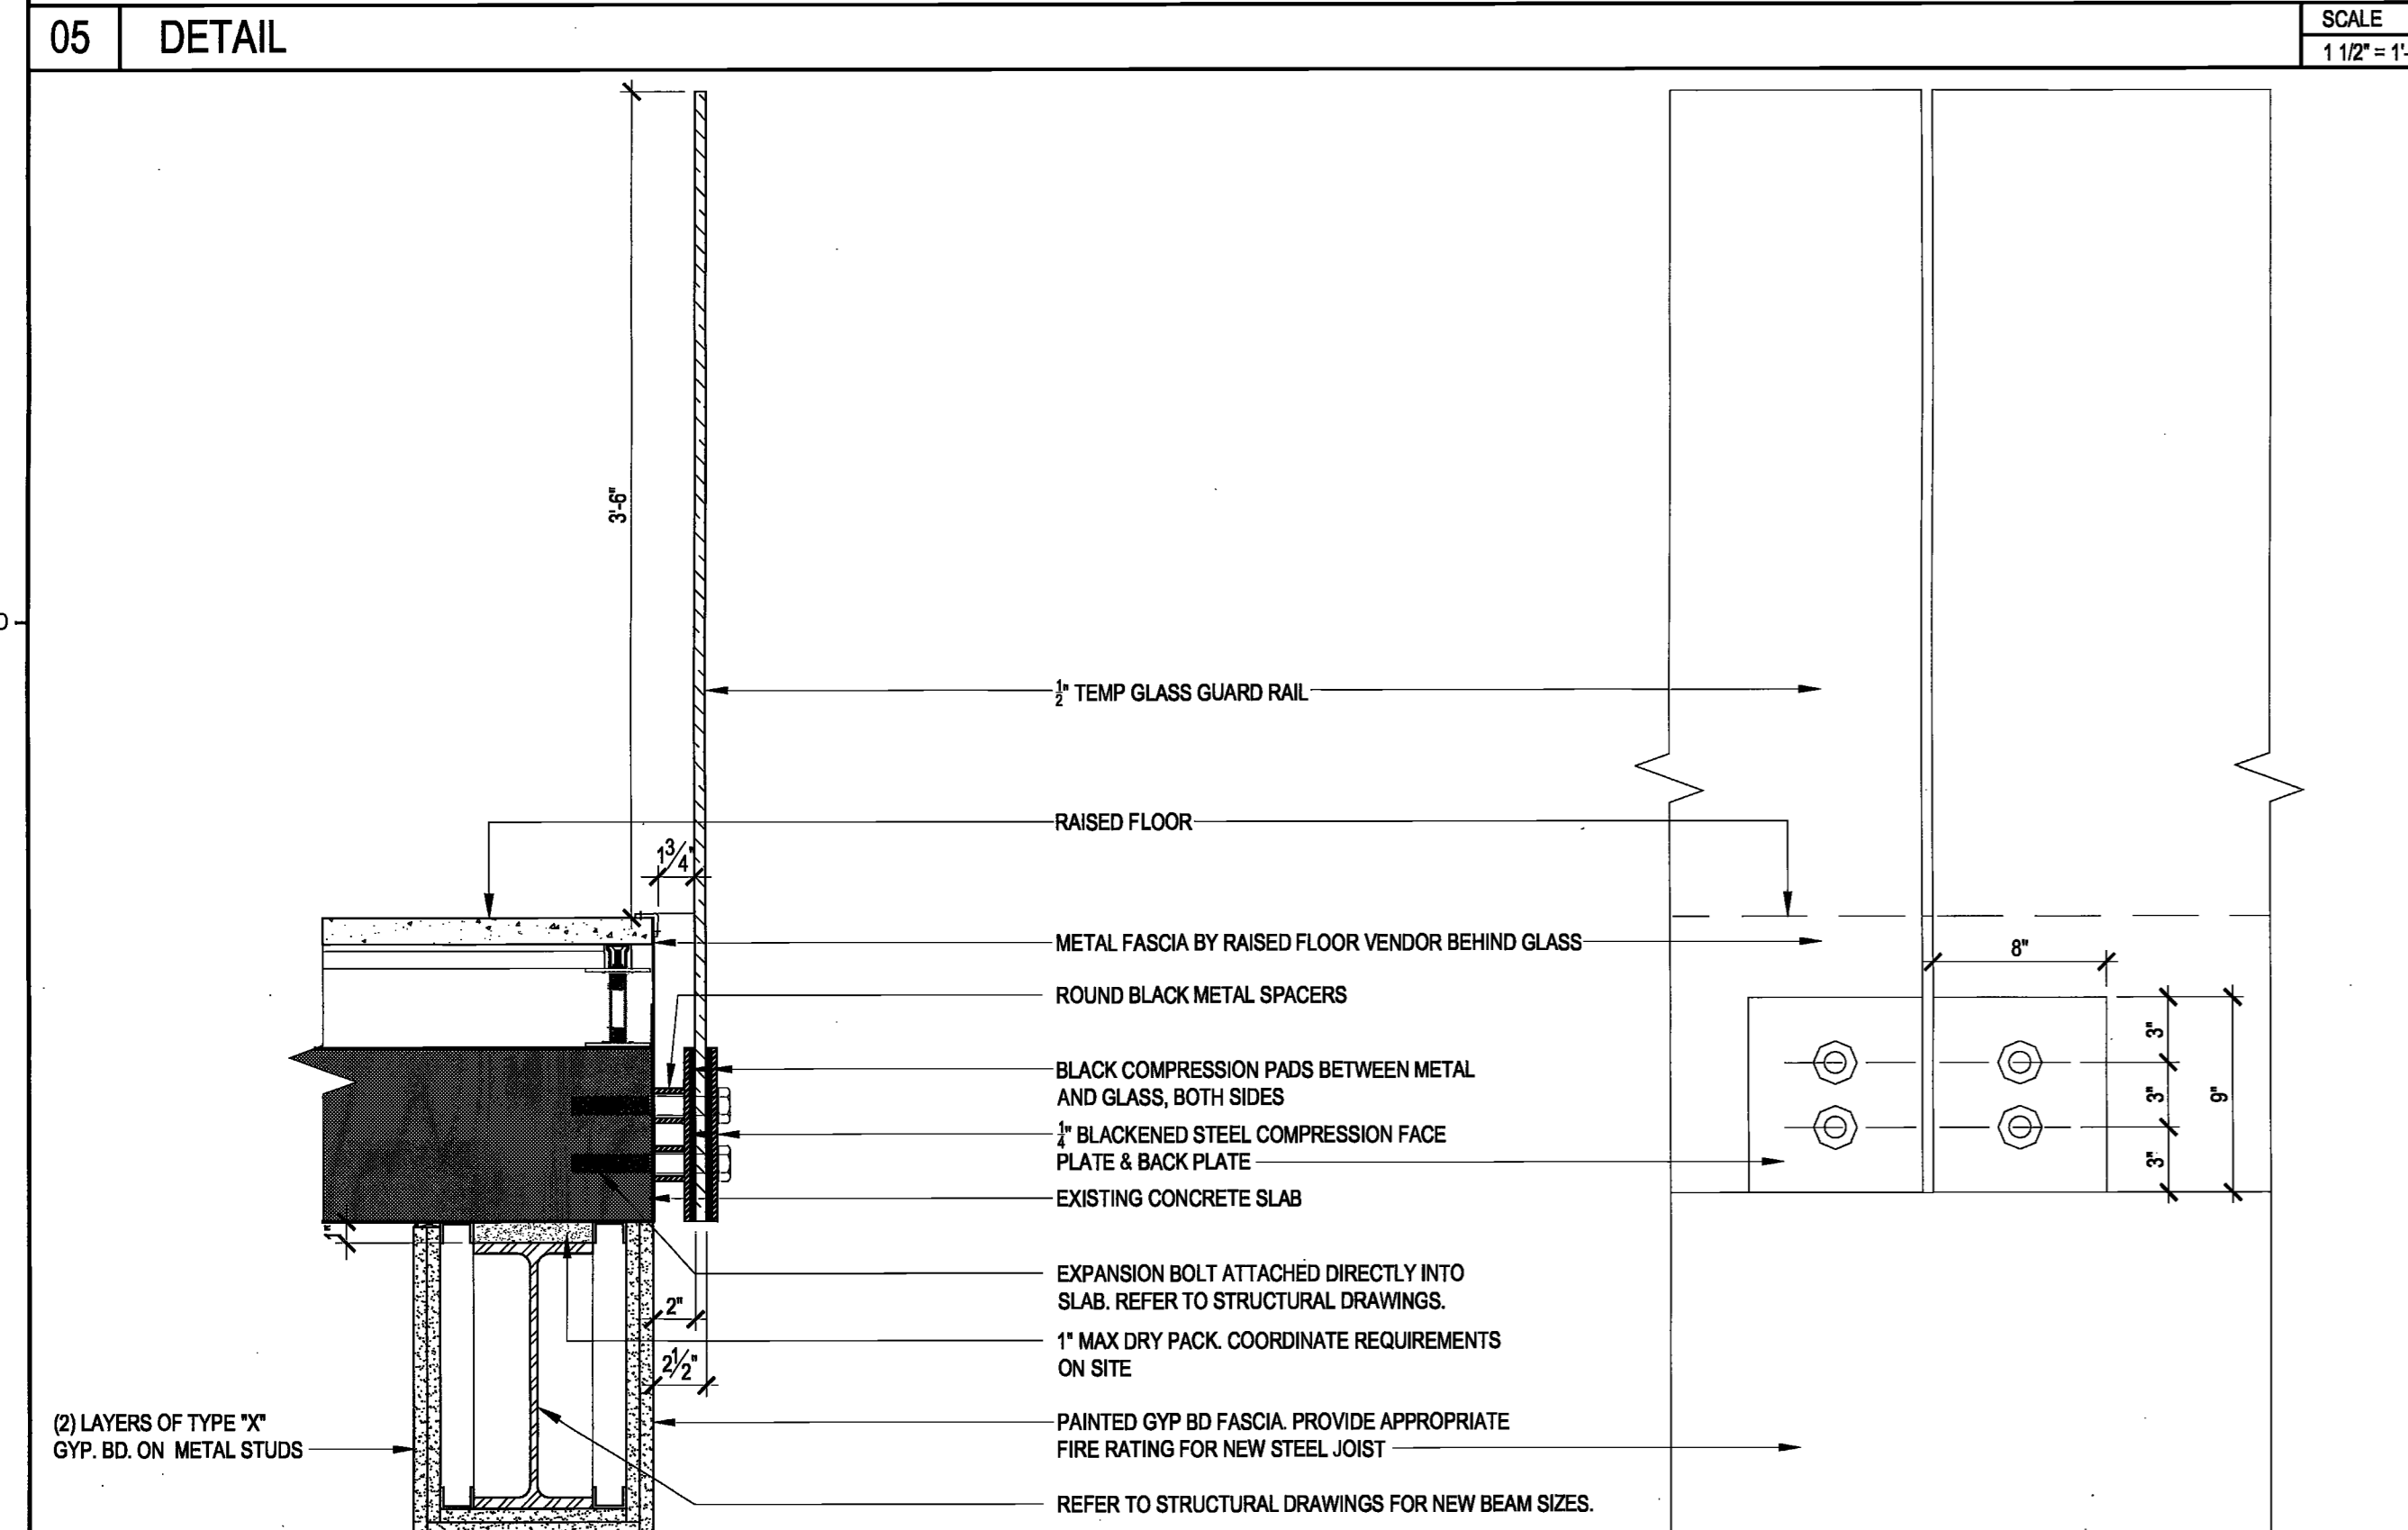 05 DETAIL
SCALE
1 1/2" = 1'-
3'-6"
½" TEMP GLASS GUARD RAIL
RAISED FLOOR
1 3/4"
METAL FASCIA BY RAISED FLOOR VENDOR BEHIND GLASS
8"
ROUND BLACK METAL SPACERS
3"
BLACK COMPRESSION PADS BETWEEN METAL
AND GLASS, BOTH SIDES
3"
9"
¼" BLACKENED STEEL COMPRESSION FACE
PLATE & BACK PLATE
3"
EXISTING CONCRETE SLAB
1"
EXPANSION BOLT ATTACHED DIRECTLY INTO
SLAB. REFER TO STRUCTURAL DRAWINGS.
2"
1" MAX DRY PACK. COORDINATE REQUIREMENTS
ON SITE
2 1/2"
(2) LAYERS OF TYPE "X"
GYP. BD. ON METAL STUDS
PAINTED GYP BD FASCIA. PROVIDE APPROPRIATE
FIRE RATING FOR NEW STEEL JOIST
REFER TO STRUCTURAL DRAWINGS FOR NEW BEAM SIZES.